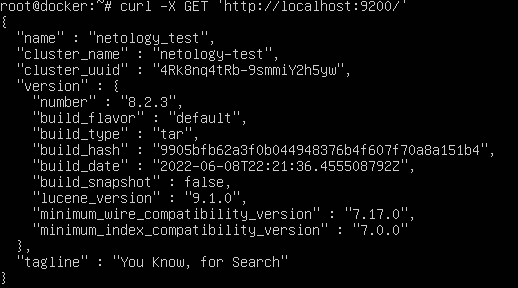 root@docker:~# curl -X GET 'http://localhost:9200/'
{
  "name" : "netology_test",
  "cluster_name" : "netology-test",
  "cluster_uuid" : "4Rk8nq4tRb-9smmiY2h5yw",
  "version" : {
    "number" : "8.2.3",
    "build_flavor" : "default",
    "build_type" : "tar",
    "build_hash" : "9905bfb62a3f0b044948376b4f607f70a8a151b4",
    "build_date" : "2022-06-08T22:21:36.455508792Z",
    "build_snapshot" : false,
    "lucene_version" : "9.1.0",
    "minimum_wire_compatibility_version" : "7.17.0",
    "minimum_index_compatibility_version" : "7.0.0"
  },
  "tagline" : "You Know, for Search"
}